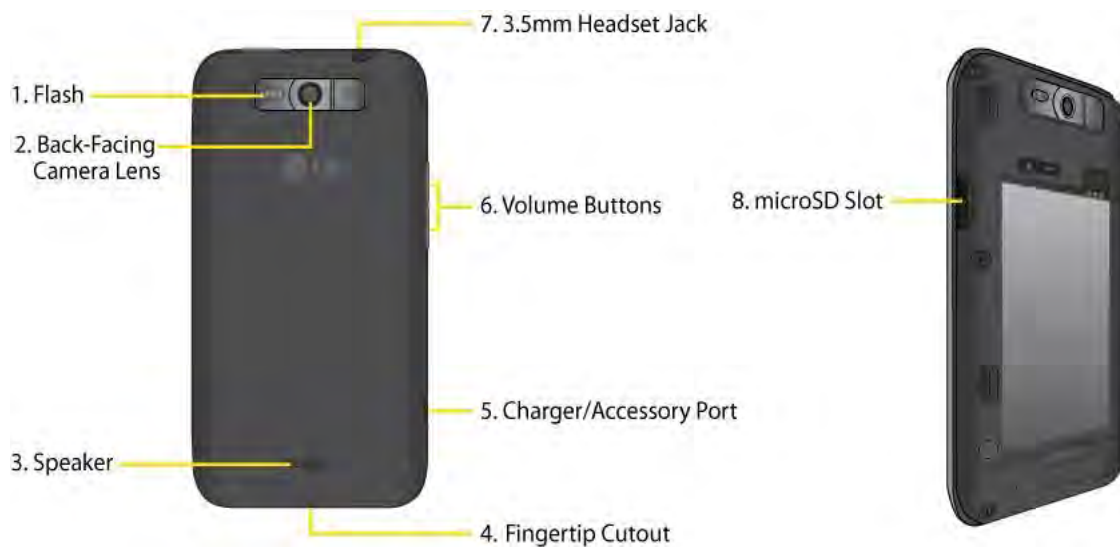 7. 3.5mm Headset Jack
1. Flash
2. Back-Facing
Camera Lens
6. Volume Buttons
8. microSD Slot
5. Charger/Accessory Port
3. Speaker
4. Fingertip Cutout